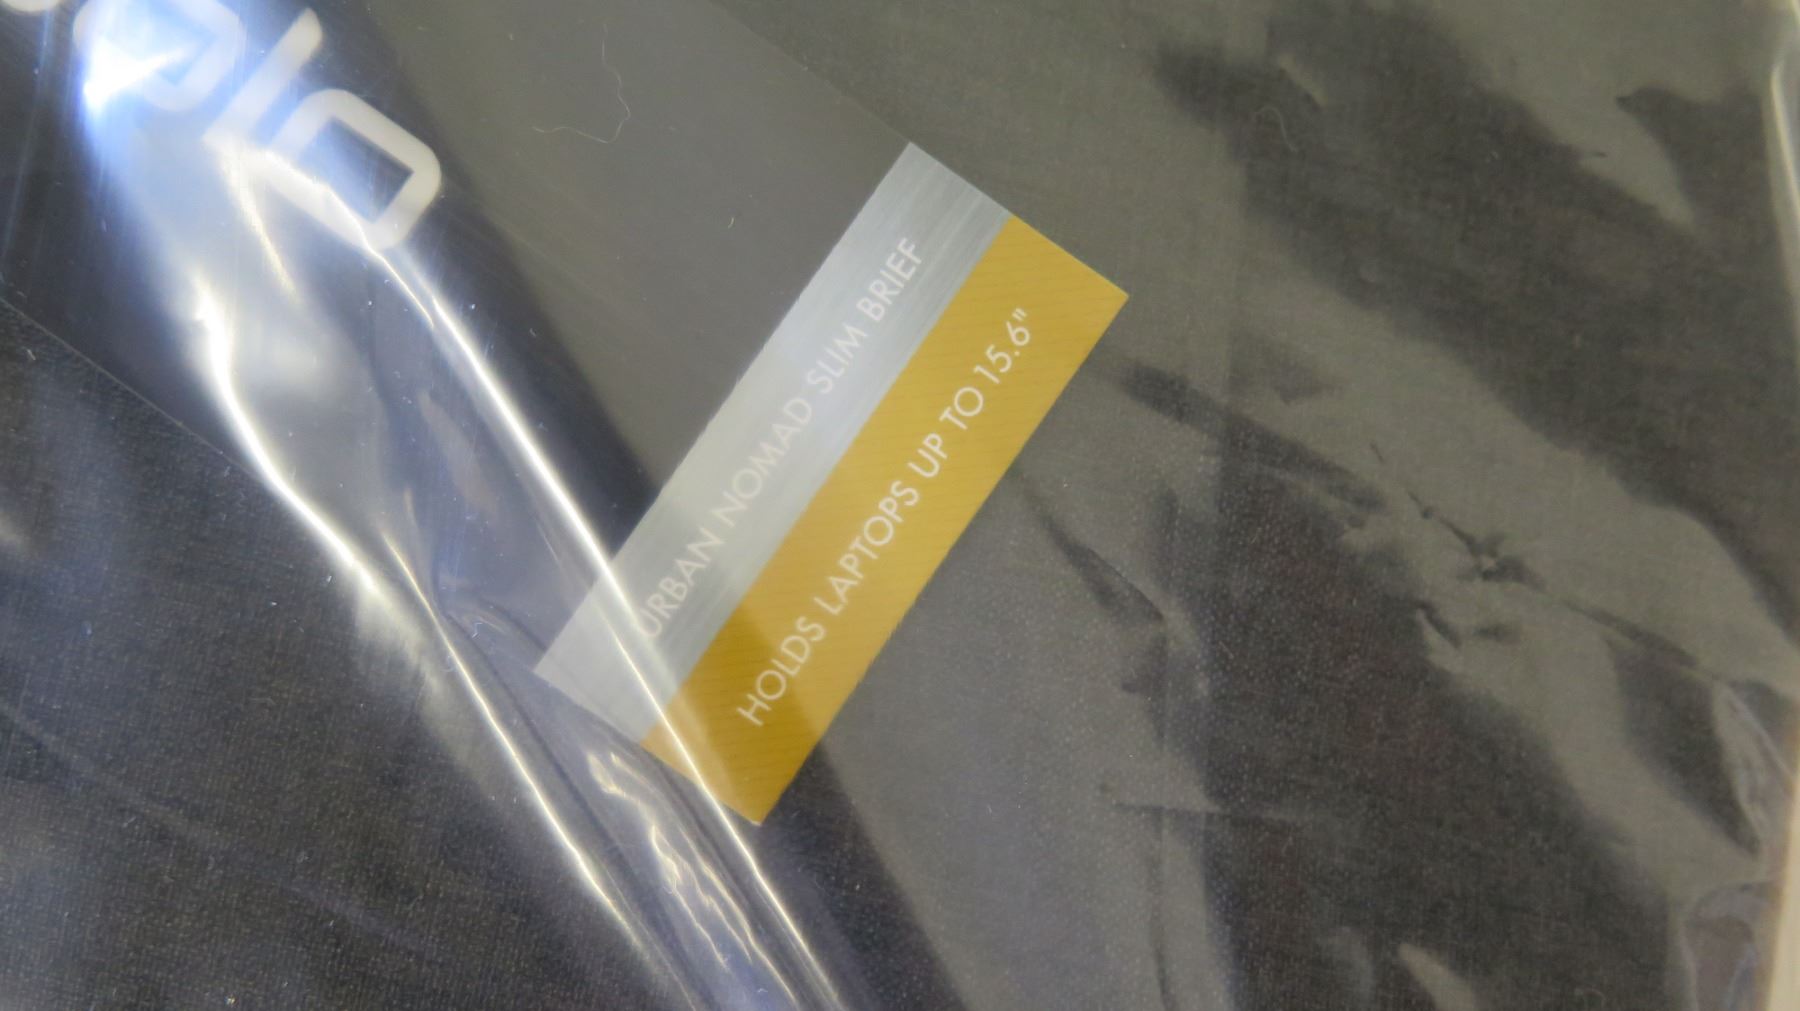 URBAN NOMAD SLIM BRIEF
HOLDS LAPTOPS UP TO 15.6"